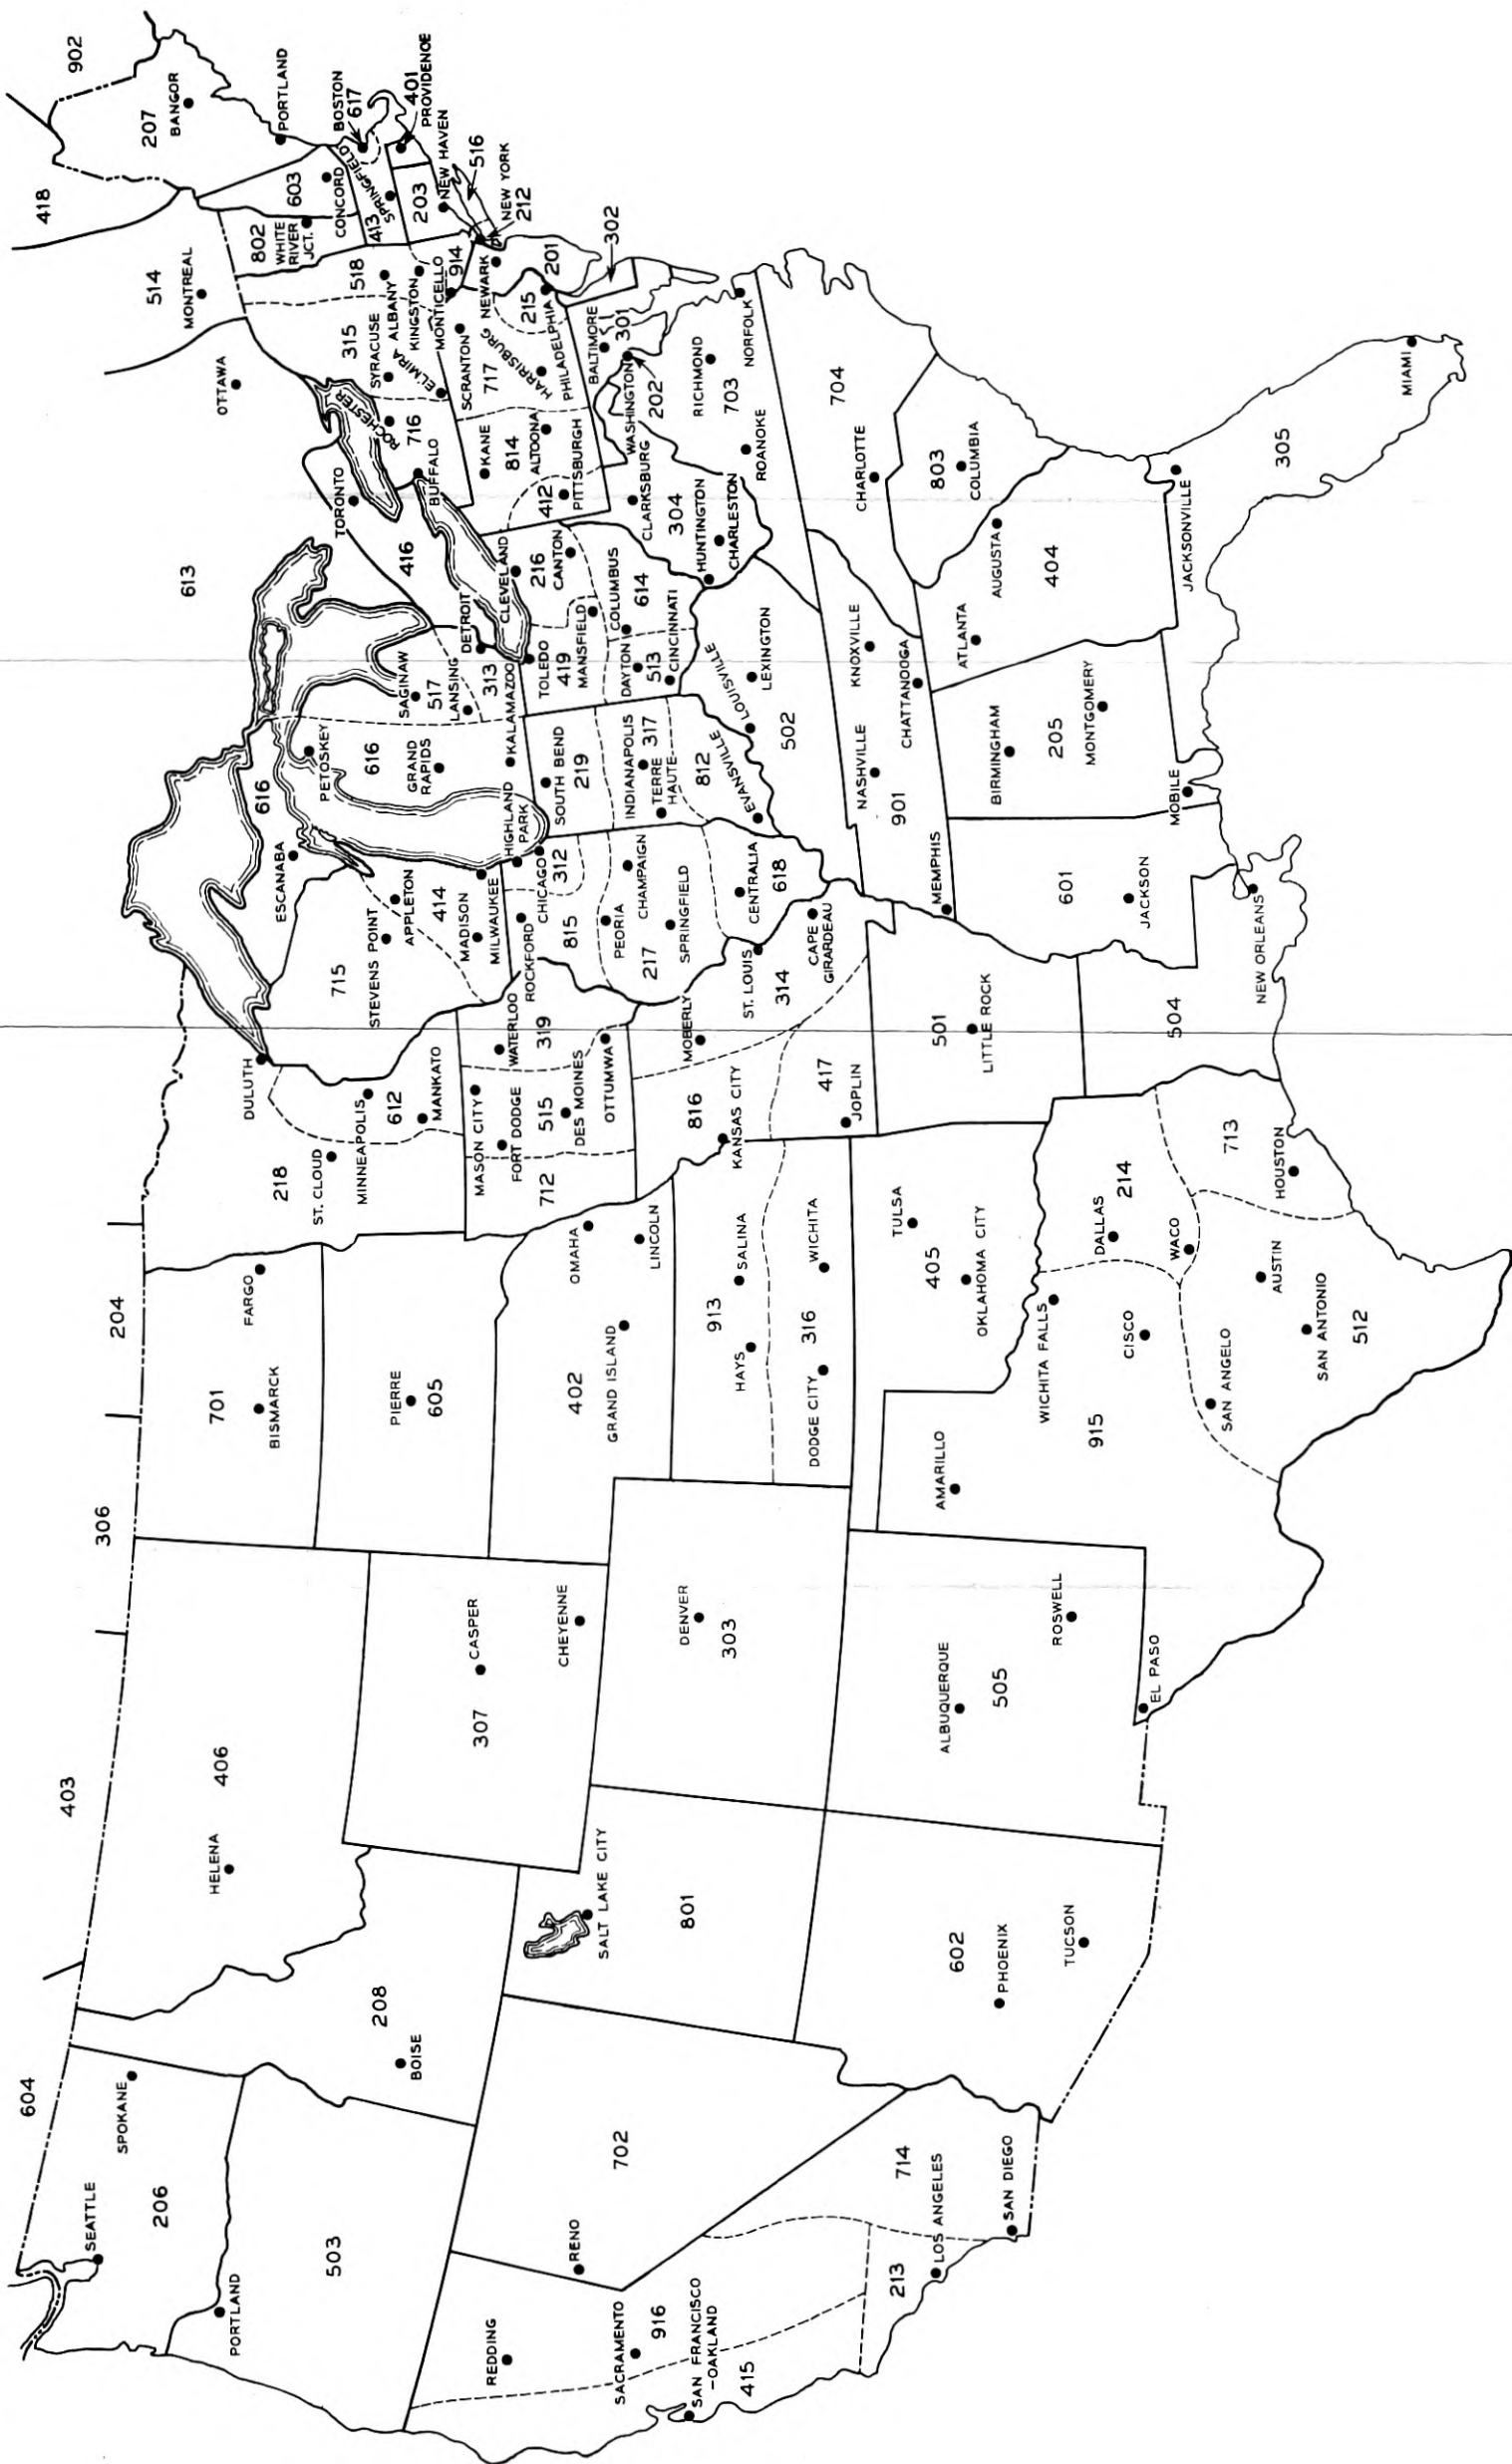 604
SEATTLE
SPOKANE
206
PORTLAND
503
208
BOISE
403
HELENA
406
306
204
701
FARGO
BISMARCK
PIERRE
605
307
CASPER
CHEYENNE
REDDING
SACRAMENTO
916
SAN FRANCISCO
-OAKLAND
415
RENO
702
213
LOS ANGELES
714
SAN DIEGO
SALT LAKE CITY
801
602
PHOENIX
TUCSON
DENVER
303
ALBUQUERQUE
505
ROSWELL
EL PASO
OMAHA
LINCOLN
402
GRAND ISLAND
913
SALINA
HAYS
316
WICHITA
DODGE CITY
TULSA
405
OKLAHOMA CITY
AMARILLO
WICHITA FALLS
915
CISCO
DALLAS
214
WACO
SAN ANGELO
AUSTIN
SAN ANTONIO
512
713
HOUSTON
DULUTH
218
ST. CLOUD
MINNEAPOLIS
612
MANKATO
MASON CITY
FORT DODGE
712
515
DES MOINES
OTTUMWA
WATERLOO
319
816
KANSAS CITY
MOBERLY
ST. LOUIS
314
CAPE
GIRARDEAU
417
JOPLIN
501
LITTLE ROCK
504
NEW ORLEANS
715
STEVENS POINT
APPLETON
414
MADISON
MILWAUKEE
ESCANABA
616
PETOSKEY
616
GRAND
RAPIDS
KALAMAZOO
SAGINAW
517
LANSING
313
DETROIT
HIGHLAND
PARK
ROCKFORD
CHICAGO
312
815
PEORIA
CHAMPAIGN
217
SPRINGFIELD
CENTRALIA
618
SOUTH BEND
219
INDIANAPOLIS
317
TERRE
HAUTE
812
EVANSVILLE
CLEVELAND
TOLEDO
419
MANSFIELD
216
CANTON
COLUMBUS
614
DAYTON
513
CINCINNATI
LOUISVILLE
LEXINGTON
502
NASHVILLE
901
MEMPHIS
KNOXVILLE
CHATTANOOGA
601
JACKSON
BIRMINGHAM
205
MONTGOMERY
MOBILE
ATLANTA
AUGUSTA
404
JACKSONVILLE
305
MIAMI
803
COLUMBIA
CHARLOTTE
704
CLARKSBURG
304
HUNTINGTON
CHARLESTON
RICHMOND
703
NORFOLK
ROANOKE
WASHINGTON
202
BALTIMORE
301
302
613
OTTAWA
TORONTO
416
514
MONTREAL
418
902
BUFFALO
716
ROCHESTER
315
SYRACUSE
ELMIRA
518
ALBANY
KINGSTON
MONTICELLO
914
NEW YORK
212
516
KANE
814
ALTOONA
412
PITTSBURGH
SCRANTON
717
HARRISBURG
215
PHILADELPHIA
NEWARK
201
207
BANGOR
PORTLAND
603
CONCORD
802
WHITE
RIVER
JCT.
413
SPRINGFIELD
BOSTON
617
401
PROVIDENCE
203
NEW HAVEN